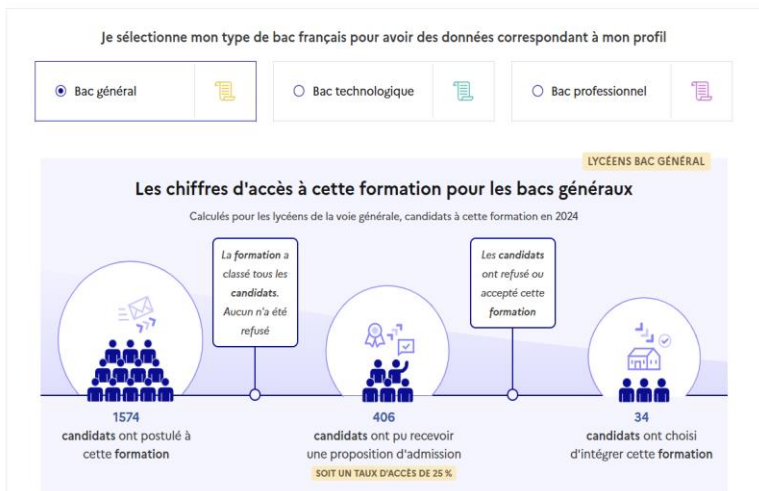 Je sélectionne mon type de bac français pour avoir des données correspondant à mon profil
Bac général
Bac technologique
Bac professionnel
LYCÉENS BAC GÉNÉRAL
Les chiffres d'accès à cette formation pour les bacs généraux
Calculés pour les lycéens de la voie générale, candidats à cette formation en 2024
La formation a
classé tous les
candidats.
Aucun n'a été
refusé
Les candidats
ont refusé ou
accepté cette
formation
1574
candidats ont postulé à
cette formation
406
candidats ont pu recevoir
une proposition d'admission
SOIT UN TAUX D'ACCÈS DE 25 %
34
candidats ont choisi
d'intégrer cette formation